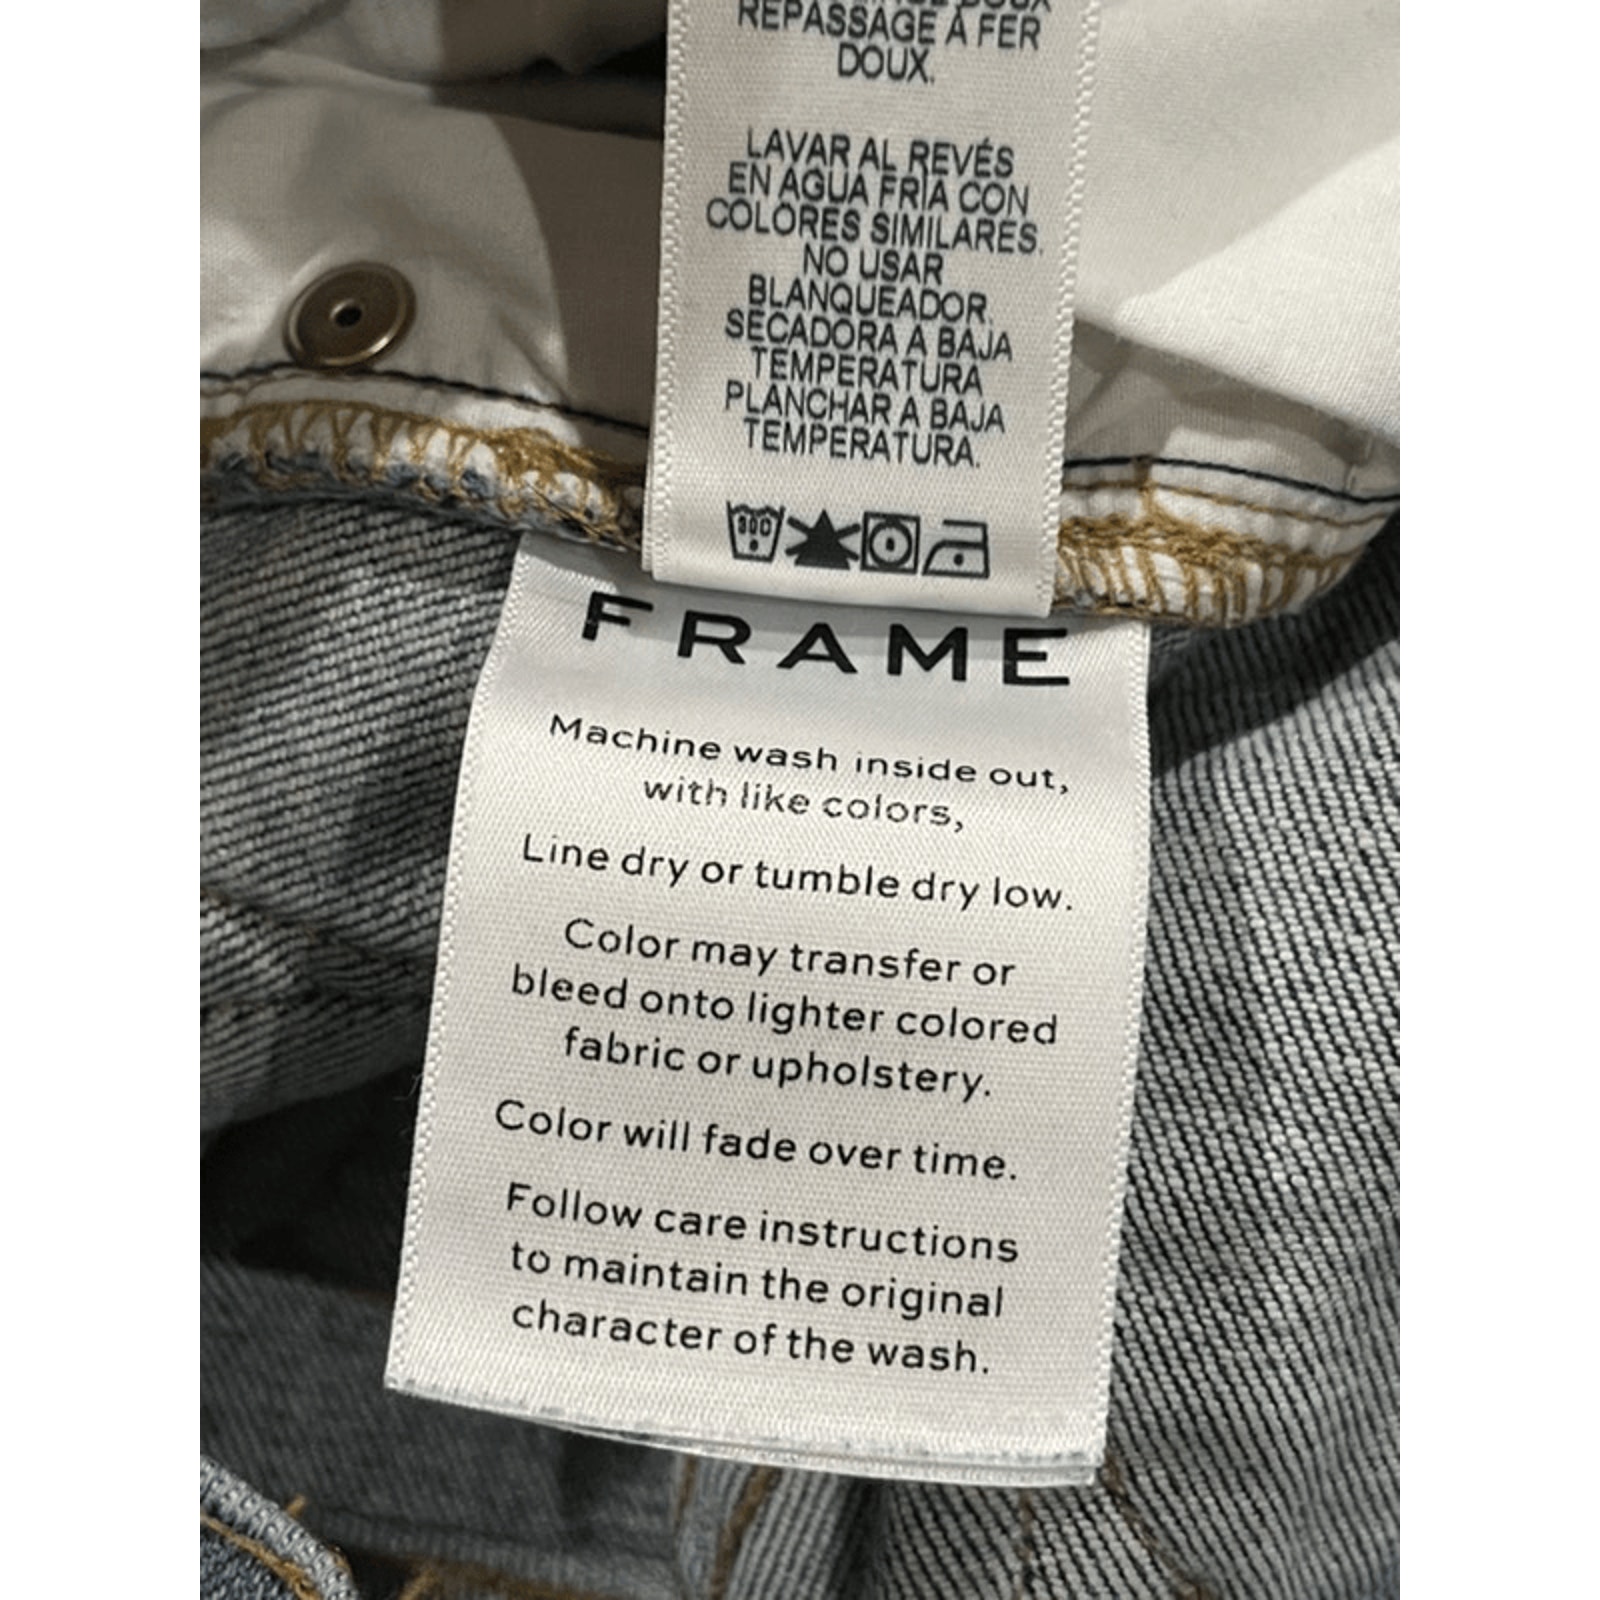 REPASSAGE À FER
DOUX.
LAVAR AL REVÉS
EN AGUA FRÍA CON
COLORES SIMILARES.
NO USAR
BLANQUEADOR
SECADORA A BAJA
TEMPERATURA
PLANCHAR A BAJA
TEMPERATURA.
FRAME
Machine wash inside out,
with like colors,
Line dry or tumble dry low.
Color may transfer or
bleed onto lighter colored
fabric or upholstery.
Color will fade over time.
Follow care instructions
to maintain the original
character of the wash.